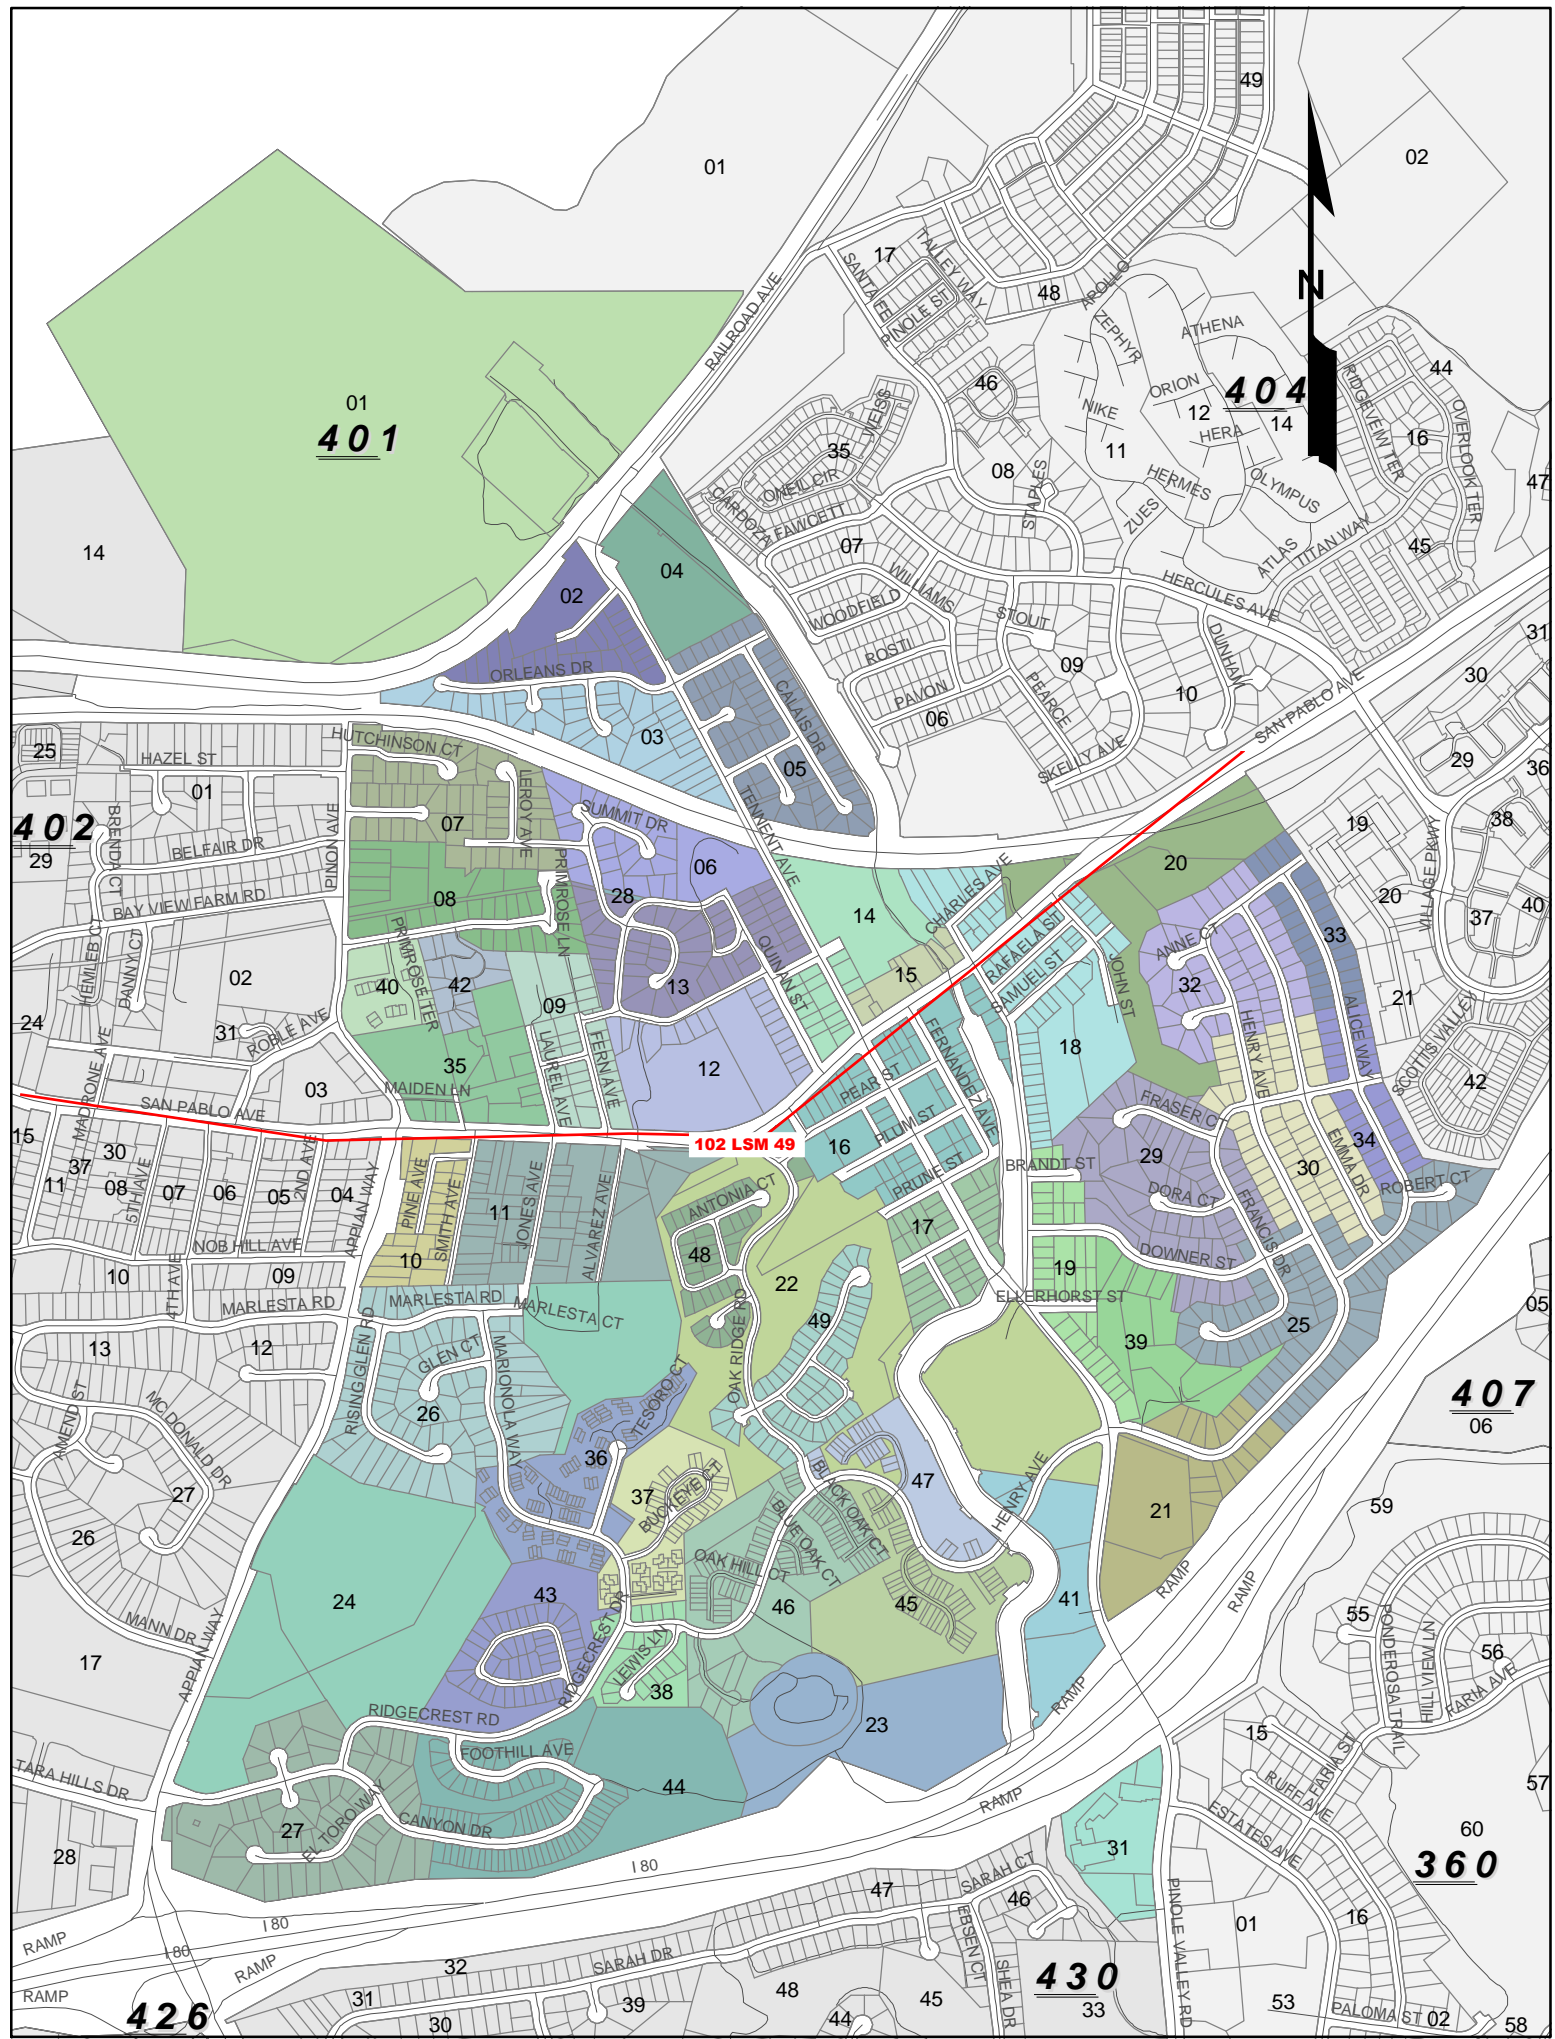 49
01
02
17
TALLEY WAY
SANTA FE
PINOLE ST
48
APOLLO
N
RAILROAD AVE
ZEPHYR
ATHENA
44
46
ORION
404
RIDGEVEIW TER
01
401
NIKE
12
14
OVERLOOK TER
WEISS
HERA
16
35
11
ONEIL CIR
08
HERMES
OLYMPUS
47
CARDOZA
FAWCETT
STAPLES
ZUES
14
07
ATLAS
TITAN WAY
45
04
WILLIAMS
HERCULES AVE
02
WOODFIELD
STOUT
DUNHAM
31
ROSTI
09
ORLEANS DR
PAVON
PEARCE
10
30
CALAIS DR
06
SAN PABLO AVE
03
25
HUTCHINSON CT
HAZEL ST
SKELLY AVE
29
05
36
01
LEROY AVE
TENNENT AVE
402
BRENDA CT
PINON AVE
07
SUMMIT DR
19
38
29
BELFAIR DR
PRIMROSE LN
06
20
VILLAGE PKWY
BAY VIEW FARM RD
08
28
CHARLES AVE
20
40
14
33
37
HEMLEB CT
DANNY CT
PRIMROSE TER
QUINAN ST
RAFAELA ST
ANNE CT
02
40
42
09
13
15
SAMUEL ST
JOHN ST
32
21
24
31
ROBLE AVE
HENRY AVE
ALICE WAY
SCOTTS VALLEY
MADRONE AVE
35
LAUREL AVE
FERN AVE
12
FERNANDEZ AVE
18
42
03
MAIDEN LN
PEAR ST
SAN PABLO AVE
FRASER CT
15
30
102 LSM 49
16
PLUM ST
EMMA DR
34
37
08
5TH AVE
2ND AVE
PRUNE ST
BRANDT ST
29
30
11
07
06
05
04
APPIAN WAY
PINE AVE
SMITH AVE
11
JONES AVE
ALVAREZ AVE
ANTONIA CT
DORA CT
FRANCIS DR
ROBERT CT
NOB HILL AVE
10
48
17
DOWNER ST
10
09
4TH AVE
22
19
MARLESTA RD
MARLESTA RD
MARLESTA CT
OAK RIDGE RD
ELLERHORST ST
05
13
12
RISING GLEN RD
GLEN CT
MARIONOLA WAY
49
39
25
AMEND ST
MC DONALD DR
26
TESORO CT
407
06
36
27
37
BUCKEYE CT
BLACK OAK CT
47
HENRY AVE
59
26
BLUE OAK CT
21
OAK HILL CT
RAMP
RAMP
24
43
46
45
41
MANN DR
RIDGECREST DR
LEWIS LN
55
PONDEROSA TRAIL
HILL VIEW LN
56
17
APPIAN WAY
38
RAMP
FARIA AVE
RIDGECREST RD
23
15
FOOTHILL AVE
FARIA ST
TARA HILLS DR
44
RAMP
RUFF AVE
57
EL TORO WAY
CANYON DR
ESTATES AVE
27
31
60
28
I 80
360
47
SARAH CT
46
PINOLE VALLEY RD
I 80
EBSEN CT
01
16
RAMP
I 80
RAMP
SARAH DR
32
SHEA DR
430
RAMP
31
39
48
45
33
53
PALOMA ST
02
426
30
44
58